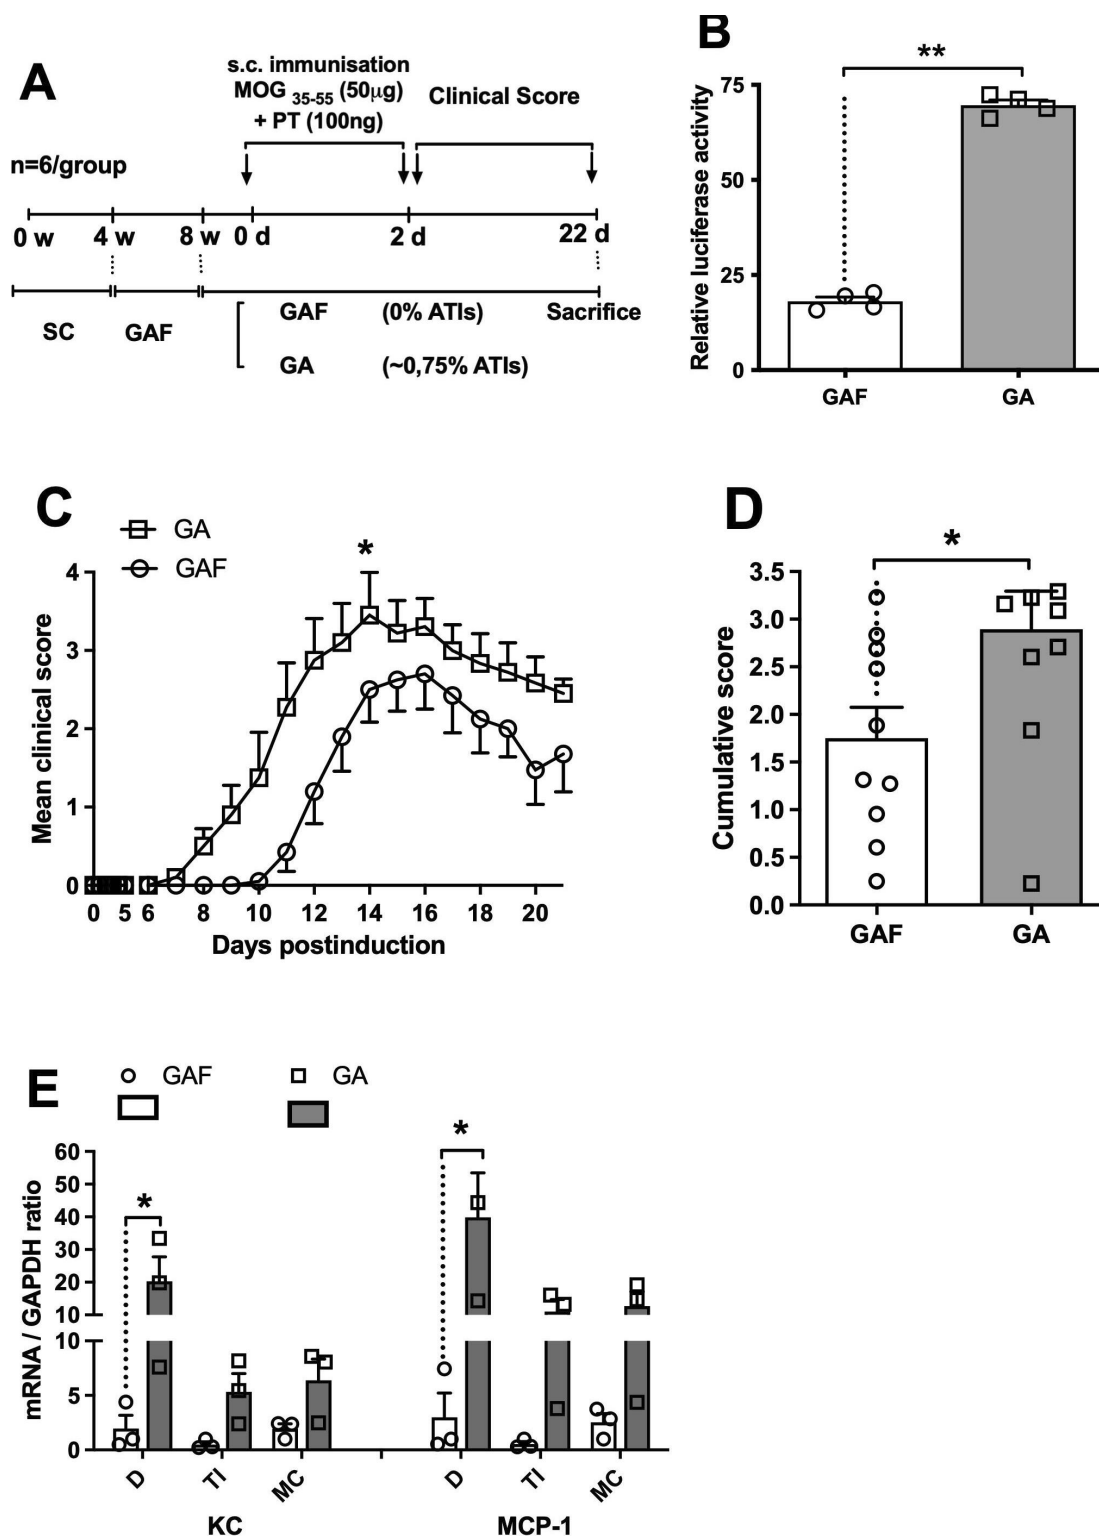 A
s.c. immunisation
MOG 35-55 (50μg)
+ PT (100ng)
Clinical Score
n=6/group
0 w 4 w 8 w 0 d 2 d 22 d
SC GAF
GAF (0% ATIs) Sacrifice
GA (~0,75% ATIs)
B
**
Relative luciferase activity
75
50
25
0
GAF GA
C
GA
GAF
*
Mean clinical score
4
3
2
1
0
0 5 6 8 10 12 14 16 18 20
Days postinduction
D
*
Cumulative score
3.5
3.0
2.5
2.0
1.5
1.0
0.5
0.0
GAF GA
E
GAF GA
mRNA / GAPDH ratio
60
50
40
30
20
10
10
5
0
* *
D TI MC D TI MC
KC MCP-1